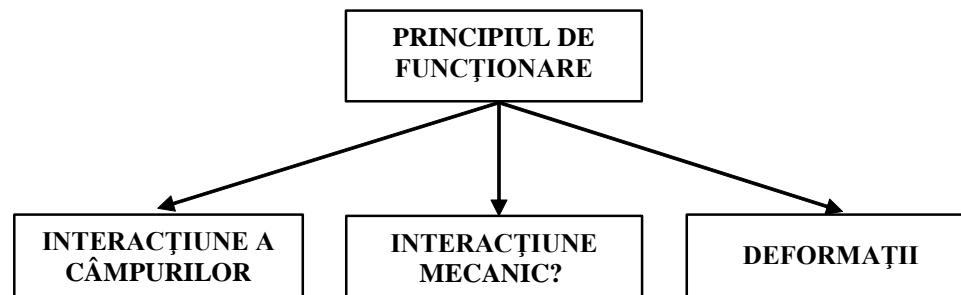 PRINCIPIUL DE
FUNCŢIONARE
INTERACŢIUNE A
CÂMPURILOR
INTERACŢIUNE
MECANIC?
DEFORMAŢII